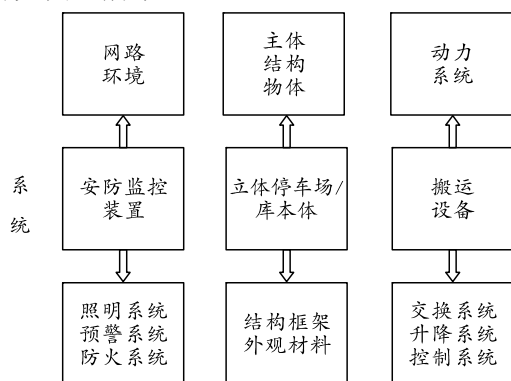 网路
环境
主体
结构
物体
动力
系统
系
统
安防监控
装置
立体停车场/
库本体
搬运
设备
照明系统
预警系统
防火系统
结构框架
外观材料
交换系统
升降系统
控制系统